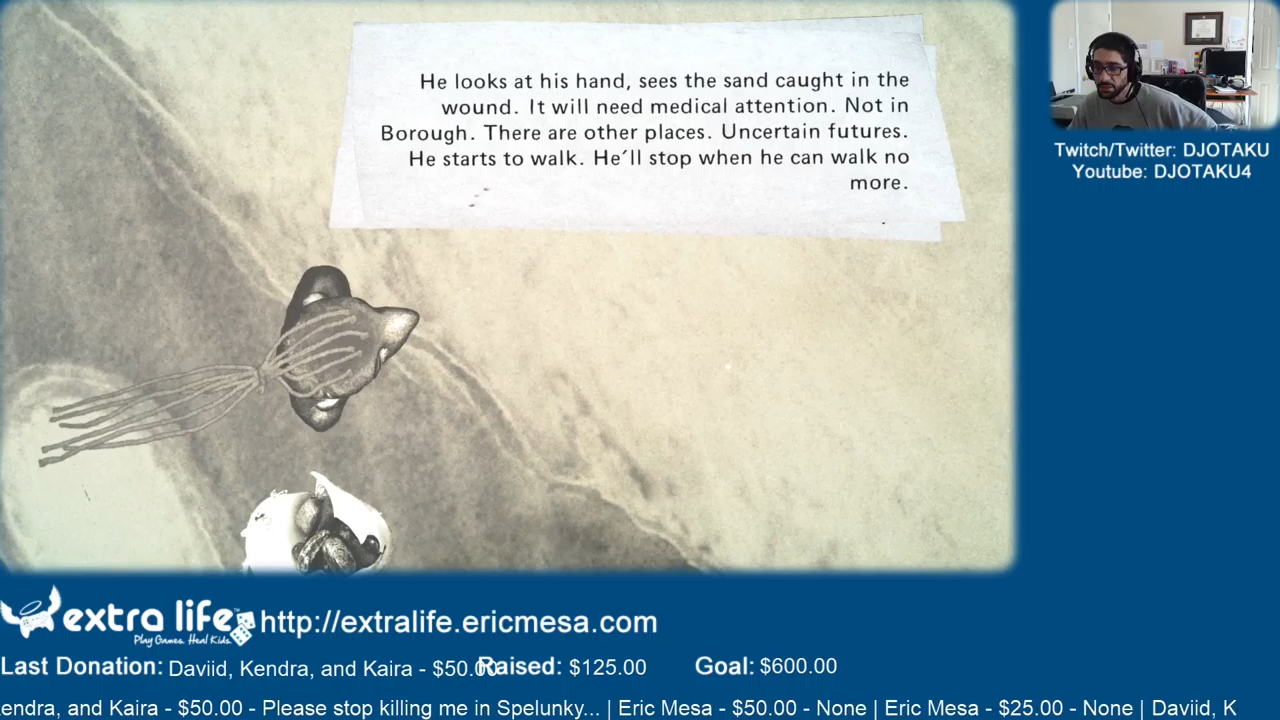 He looks at his hand, sees the sand caught in the
wound. It will need medical attention. Not in
Borough. There are other places. Uncertain futures.
He starts to walk. He´ll stop when he can walk no
more.
Twitch/Twitter: DJOTAKU
Youtube: DJOTAKU4
extra life
Play Games. Heal Kids.
http://extralife.ericmesa.com
Last Donation: Daviid, Kendra, and Kaira - $50.00 Raised: $125.00 Goal: $600.00
endra, and Kaira - $50.00 - Please stop killing me in Spelunky... | Eric Mesa - $50.00 - None | Eric Mesa - $25.00 - None | Daviid, K